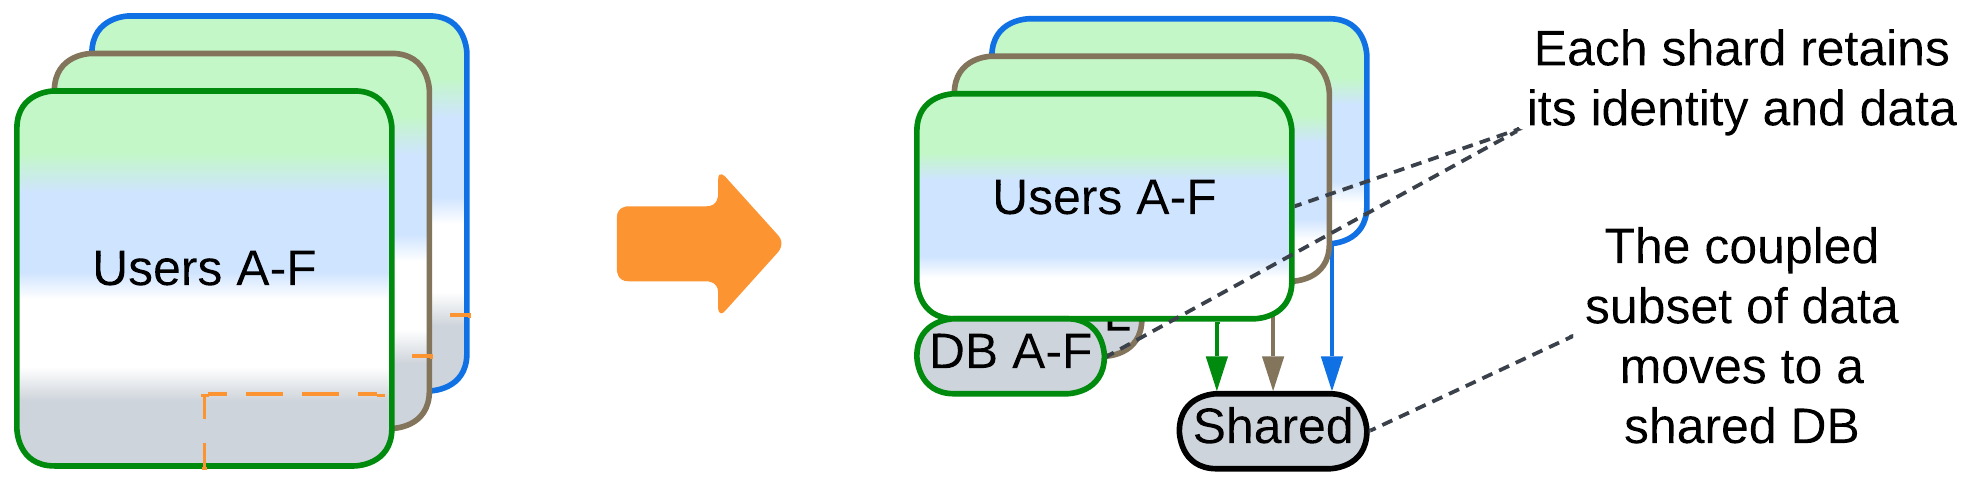 Users A-F
Users A-F
DB A-F
Shared
Each shard retains
its identity and data
The coupled
subset of data
moves to a
shared DB